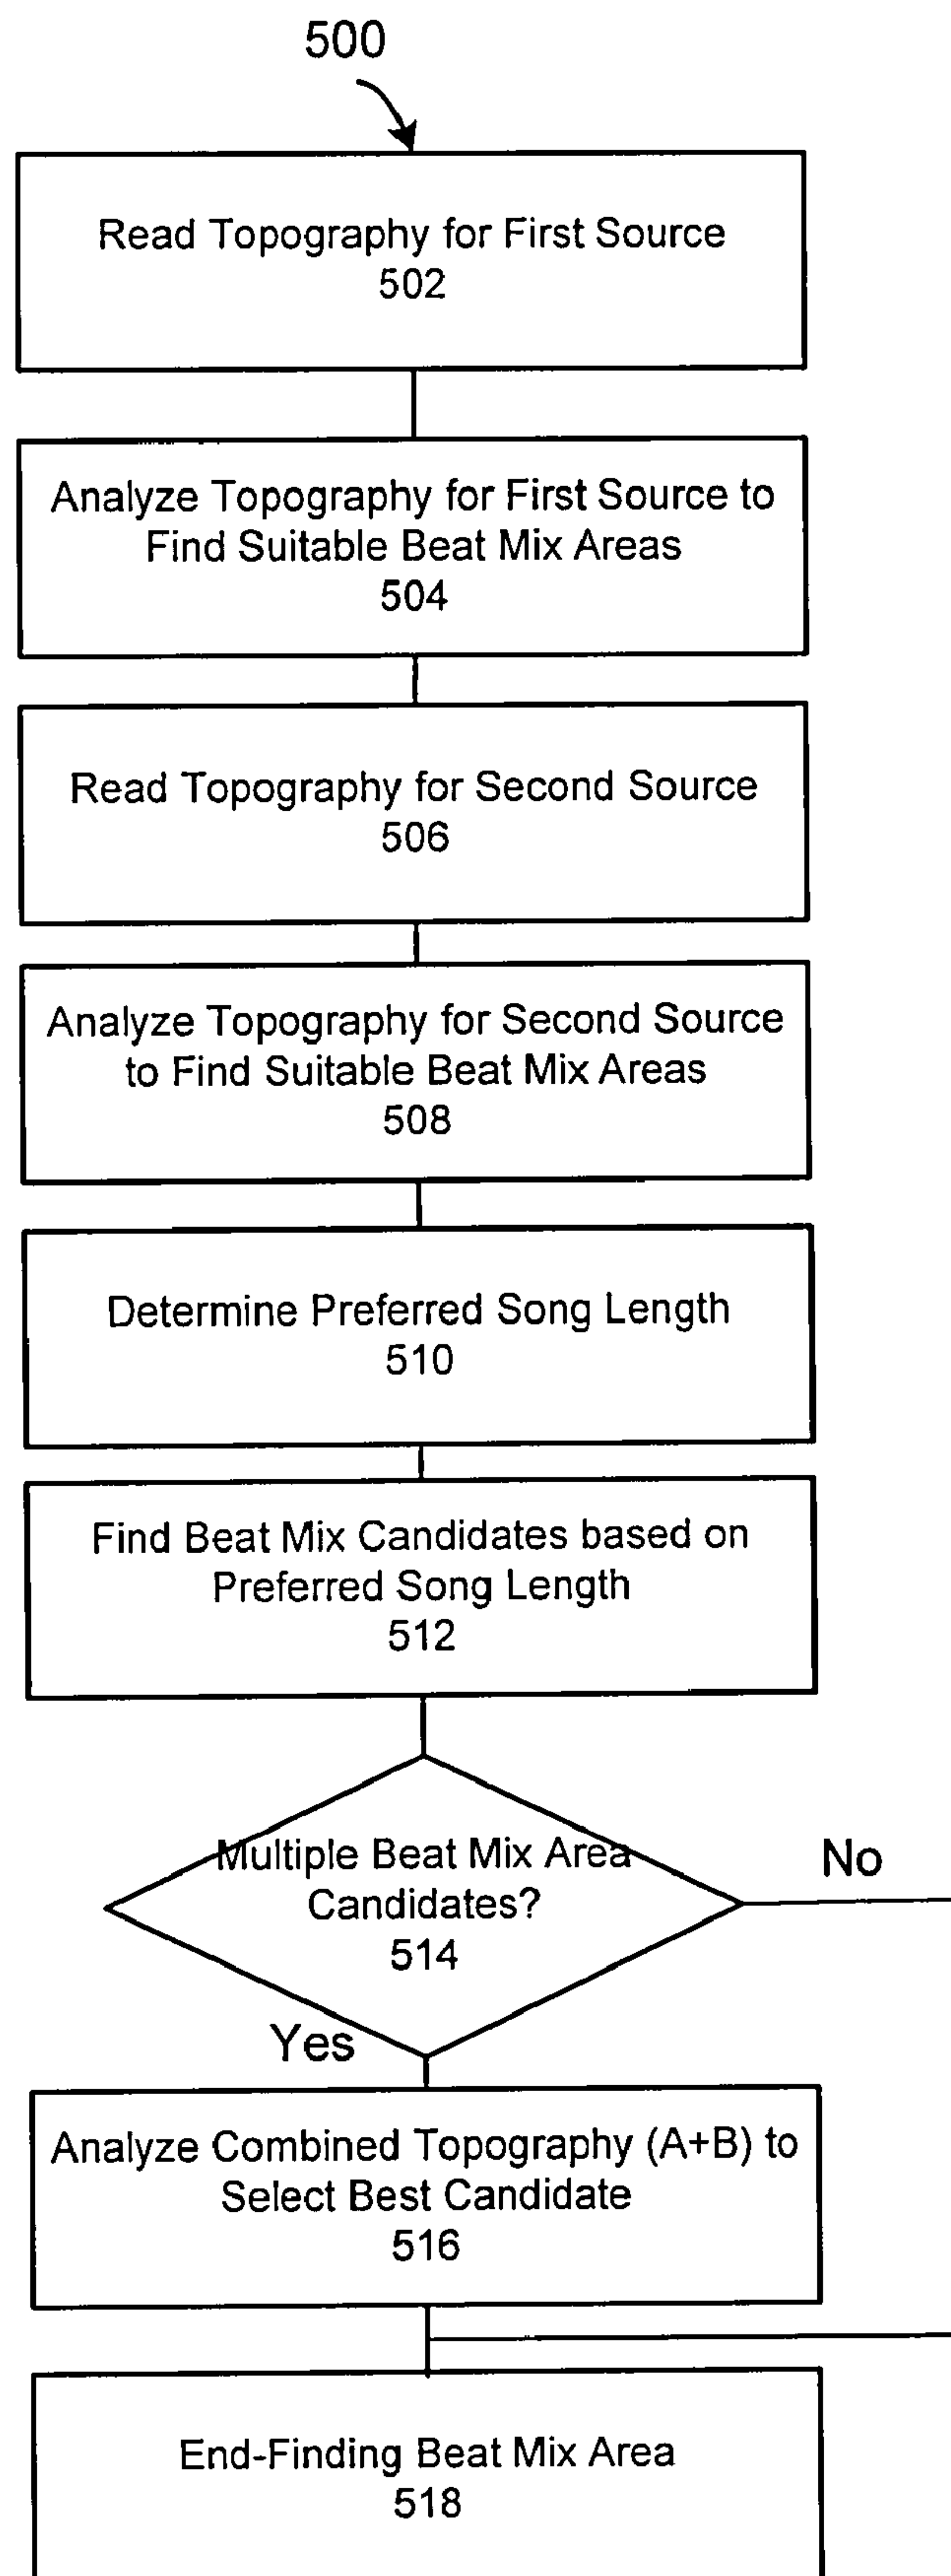 500
Read Topography for First Source
502
Analyze Topography for First Source to
Find Suitable Beat Mix Areas
504
Read Topography for Second Source
506
Analyze Topography for Second Source
to Find Suitable Beat Mix Areas
508
Determine Preferred Song Length
510
Find Beat Mix Candidates based on
Preferred Song Length
512
Multiple Beat Mix Area
Candidates?
514
No
Yes
Analyze Combined Topography (A+B) to
Select Best Candidate
516
End-Finding Beat Mix Area
518